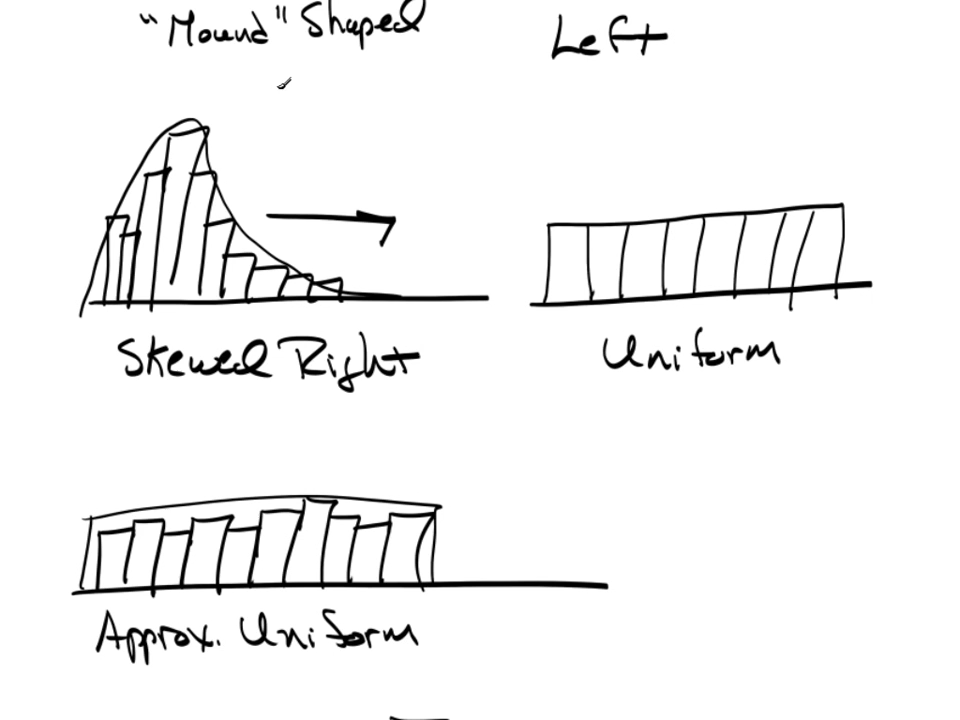 "Mound" Shaped
Left
Skewed Right
Uniform
Approx. Uniform